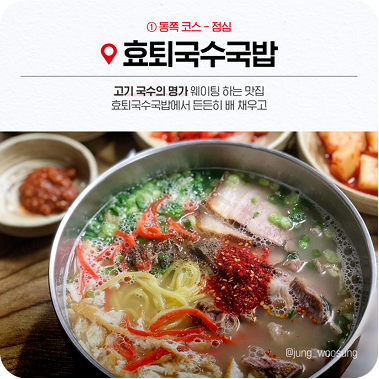 ① 동쪽 코스 - 점심
효퇴국수국밥
고기 국수의 명가 웨이팅 하는 맛집
효퇴국수국밥에서 든든히 배 채우고
@jung_woosung